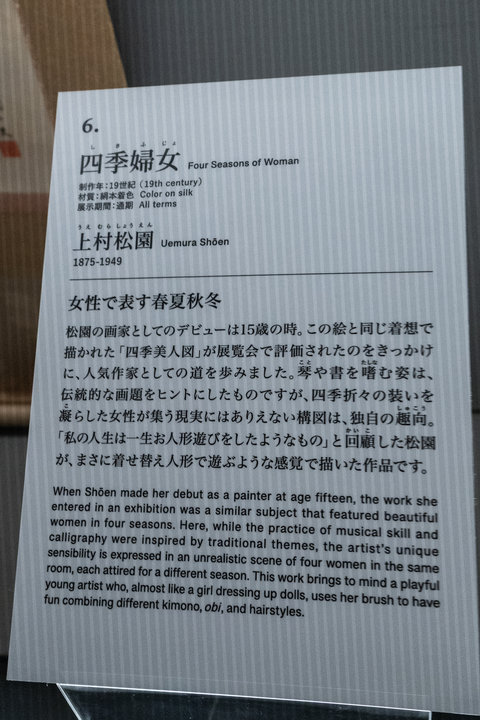 6.
しきふじょ
四季婦女 Four Seasons of Woman
制作年：19世紀（19th century）
材質：絹本着色 Color on silk
展示期間：通期 All terms
うえむらしょうえん
上村松園 Uemura Shōen
1875-1949
女性で表す春夏秋冬
松園の画家としてのデビューは15歳の時。この絵と同じ着想で
描かれた「四季美人図」が展覧会で評価されたのをきっかけ
に、人気作家としての道を歩みました。琴や書を嗜む姿は、
伝統的な画題をヒントにしたものですが、四季折々の装いを
凝らした女性が集う現実にはありえない構図は、独自の趣向。
「私の人生は一生お人形遊びをしたようなもの」と回顧した松園
が、まさに着せ替え人形で遊ぶような感覚で描いた作品です。
When Shōen made her debut as a painter at age fifteen, the work she
entered in an exhibition was a similar subject that featured beautiful
women in four seasons. Here, while the practice of musical skill and
calligraphy were inspired by traditional themes, the artist's unique
sensibility is expressed in an unrealistic scene of four women in the same
room, each attired for a different season. This work brings to mind a playful
young artist who, almost like a girl dressing up dolls, uses her brush to have
fun combining different kimono, obi, and hairstyles.